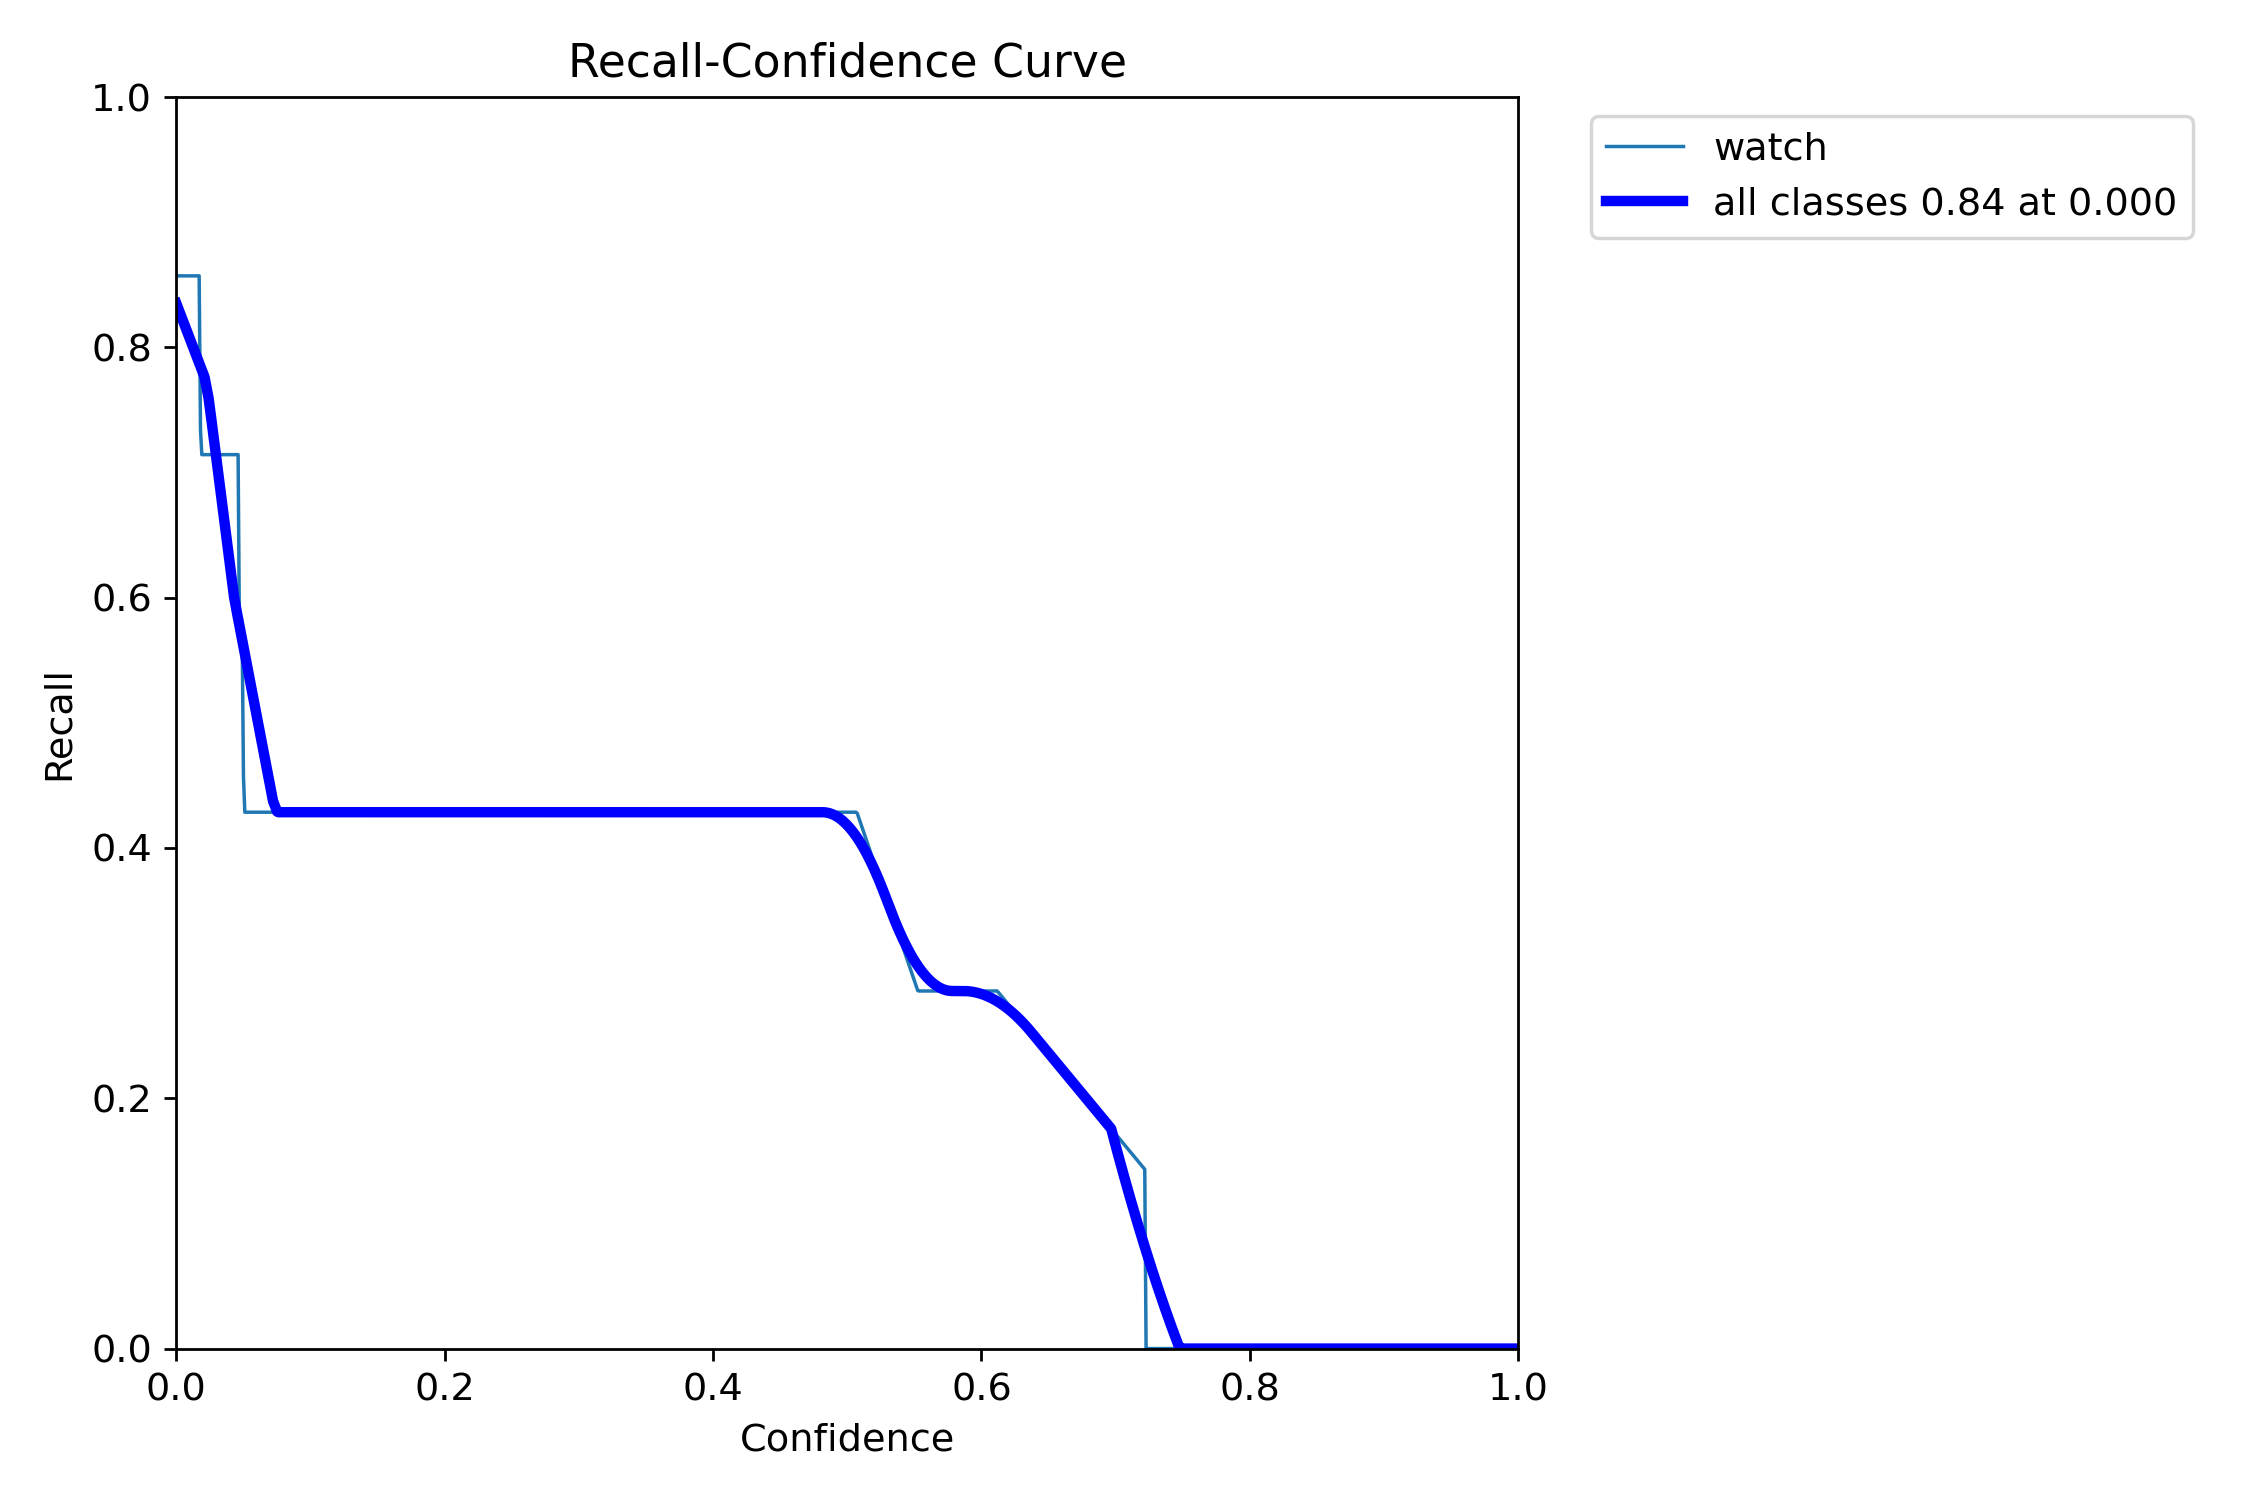 Recall-Confidence Curve
watch
all classes 0.84 at 0.000
1.0
0.8
0.6
0.4
0.2
0.0
Recall
0.0 0.2 0.4 0.6 0.8 1.0
Confidence